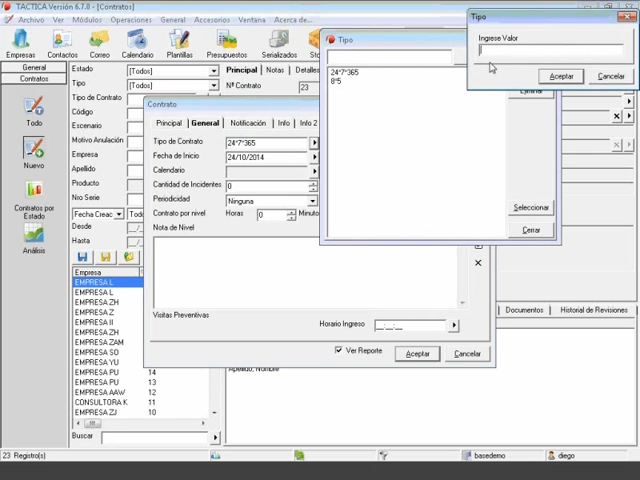 TACTICA Versión 6.7.0 - [Contratos]
Archivo Ver Módulos Operaciones General Accesorios Ventana Acerca de...
Empresas Contactos Correo Calendario Plantillas Presupuestos Serializados
General
Contratos
Todo
Nuevo
Contratos por Estado
Análisis
Estado [Todos]
Tipo [Todos]
Tipo de Contrato
Código
Escenario
Motivo Anulación
Empresa
Apellido
Producto
Nro Serie
Fecha Creac Todo
Desde
Hasta
Principal Notas Detalles
Nº Contrato 23
Empresa
EMPRESA L
EMPRESA L
EMPRESA ZH
EMPRESA Z
EMPRESA II
EMPRESA ZH
EMPRESA ZAM
EMPRESA SO
EMPRESA YU
EMPRESA PU 14
EMPRESA PU 13
EMPRESA AAW 12
CONSULTORA K 11
EMPRESA ZJ 10
Buscar
Contrato
Principal General Notificación Info Info 2
Tipo de Contrato 24*7*365
Fecha de Inicio 24/10/2014
Calendario
Cantidad de Incidentes 0
Periodicidad Ninguna
Contrato por nivel Horas 0 Minuto
Nota de Nivel
Visitas Preventivas
Horario Ingreso __:__:__
Ver Reporte Aceptar Cancelar
Apellido, Nombre
Tipo
24*7*365
8*5
Eliminar
Seleccionar
Cerrar
Tipo
Ingrese Valor
Aceptar Cancelar
Documentos Historial de Revisiones
23 Registro(s) basedemo diego